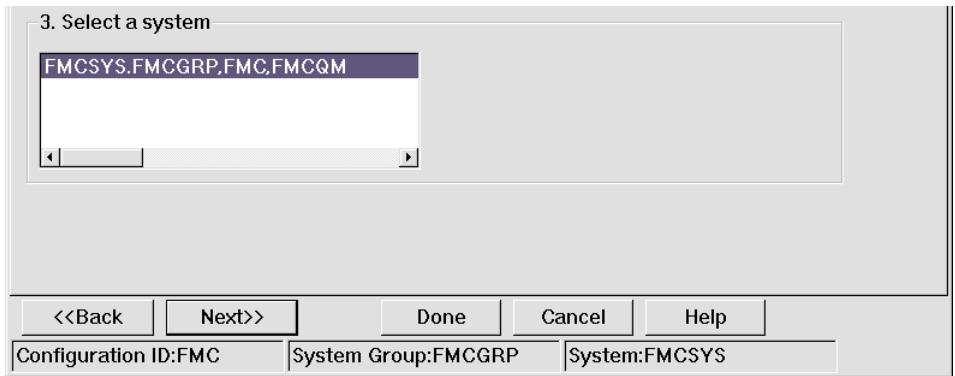 3. Select a system
FMCSYS.FMCGRP,FMC,FMCQM
<<Back Next>> Done Cancel Help
Configuration ID:FMC System Group:FMCGRP System:FMCSYS